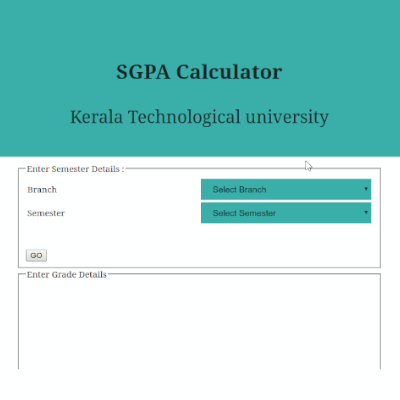 SGPA Calculator
Kerala Technological university
Enter Semester Details :
Branch Select Branch
Semester Select Semester
GO
Enter Grade Details